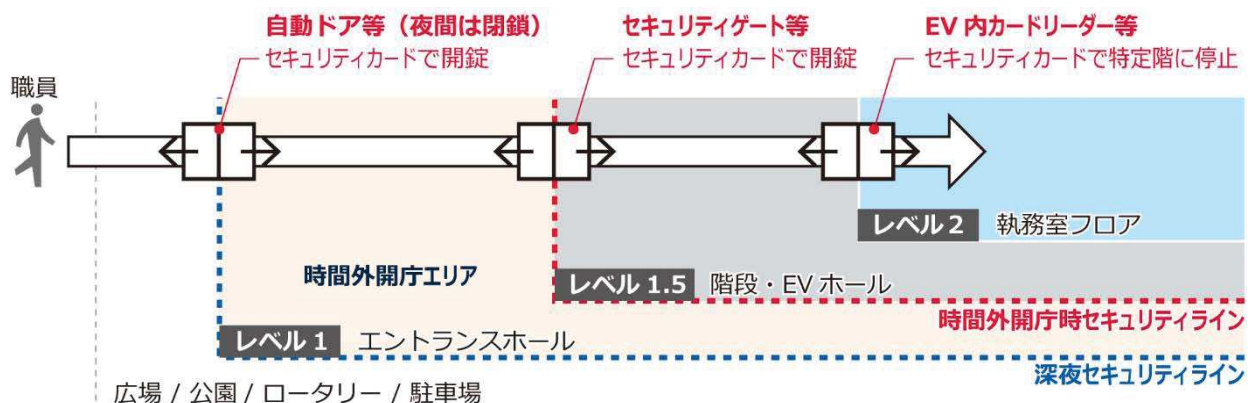 自動ドア等（夜間は閉鎖）
セキュリティカードで開錠
セキュリティゲート等
セキュリティカードで開錠
EV 内カードリーダー等
セキュリティカードで特定階に停止
職員
レベル 2 執務室フロア
時間外開庁エリア
レベル 1.5 階段・EV ホール
時間外開庁時セキュリティライン
レベル 1 エントランスホール
深夜セキュリティライン
広場 / 公園 / ロータリー / 駐車場